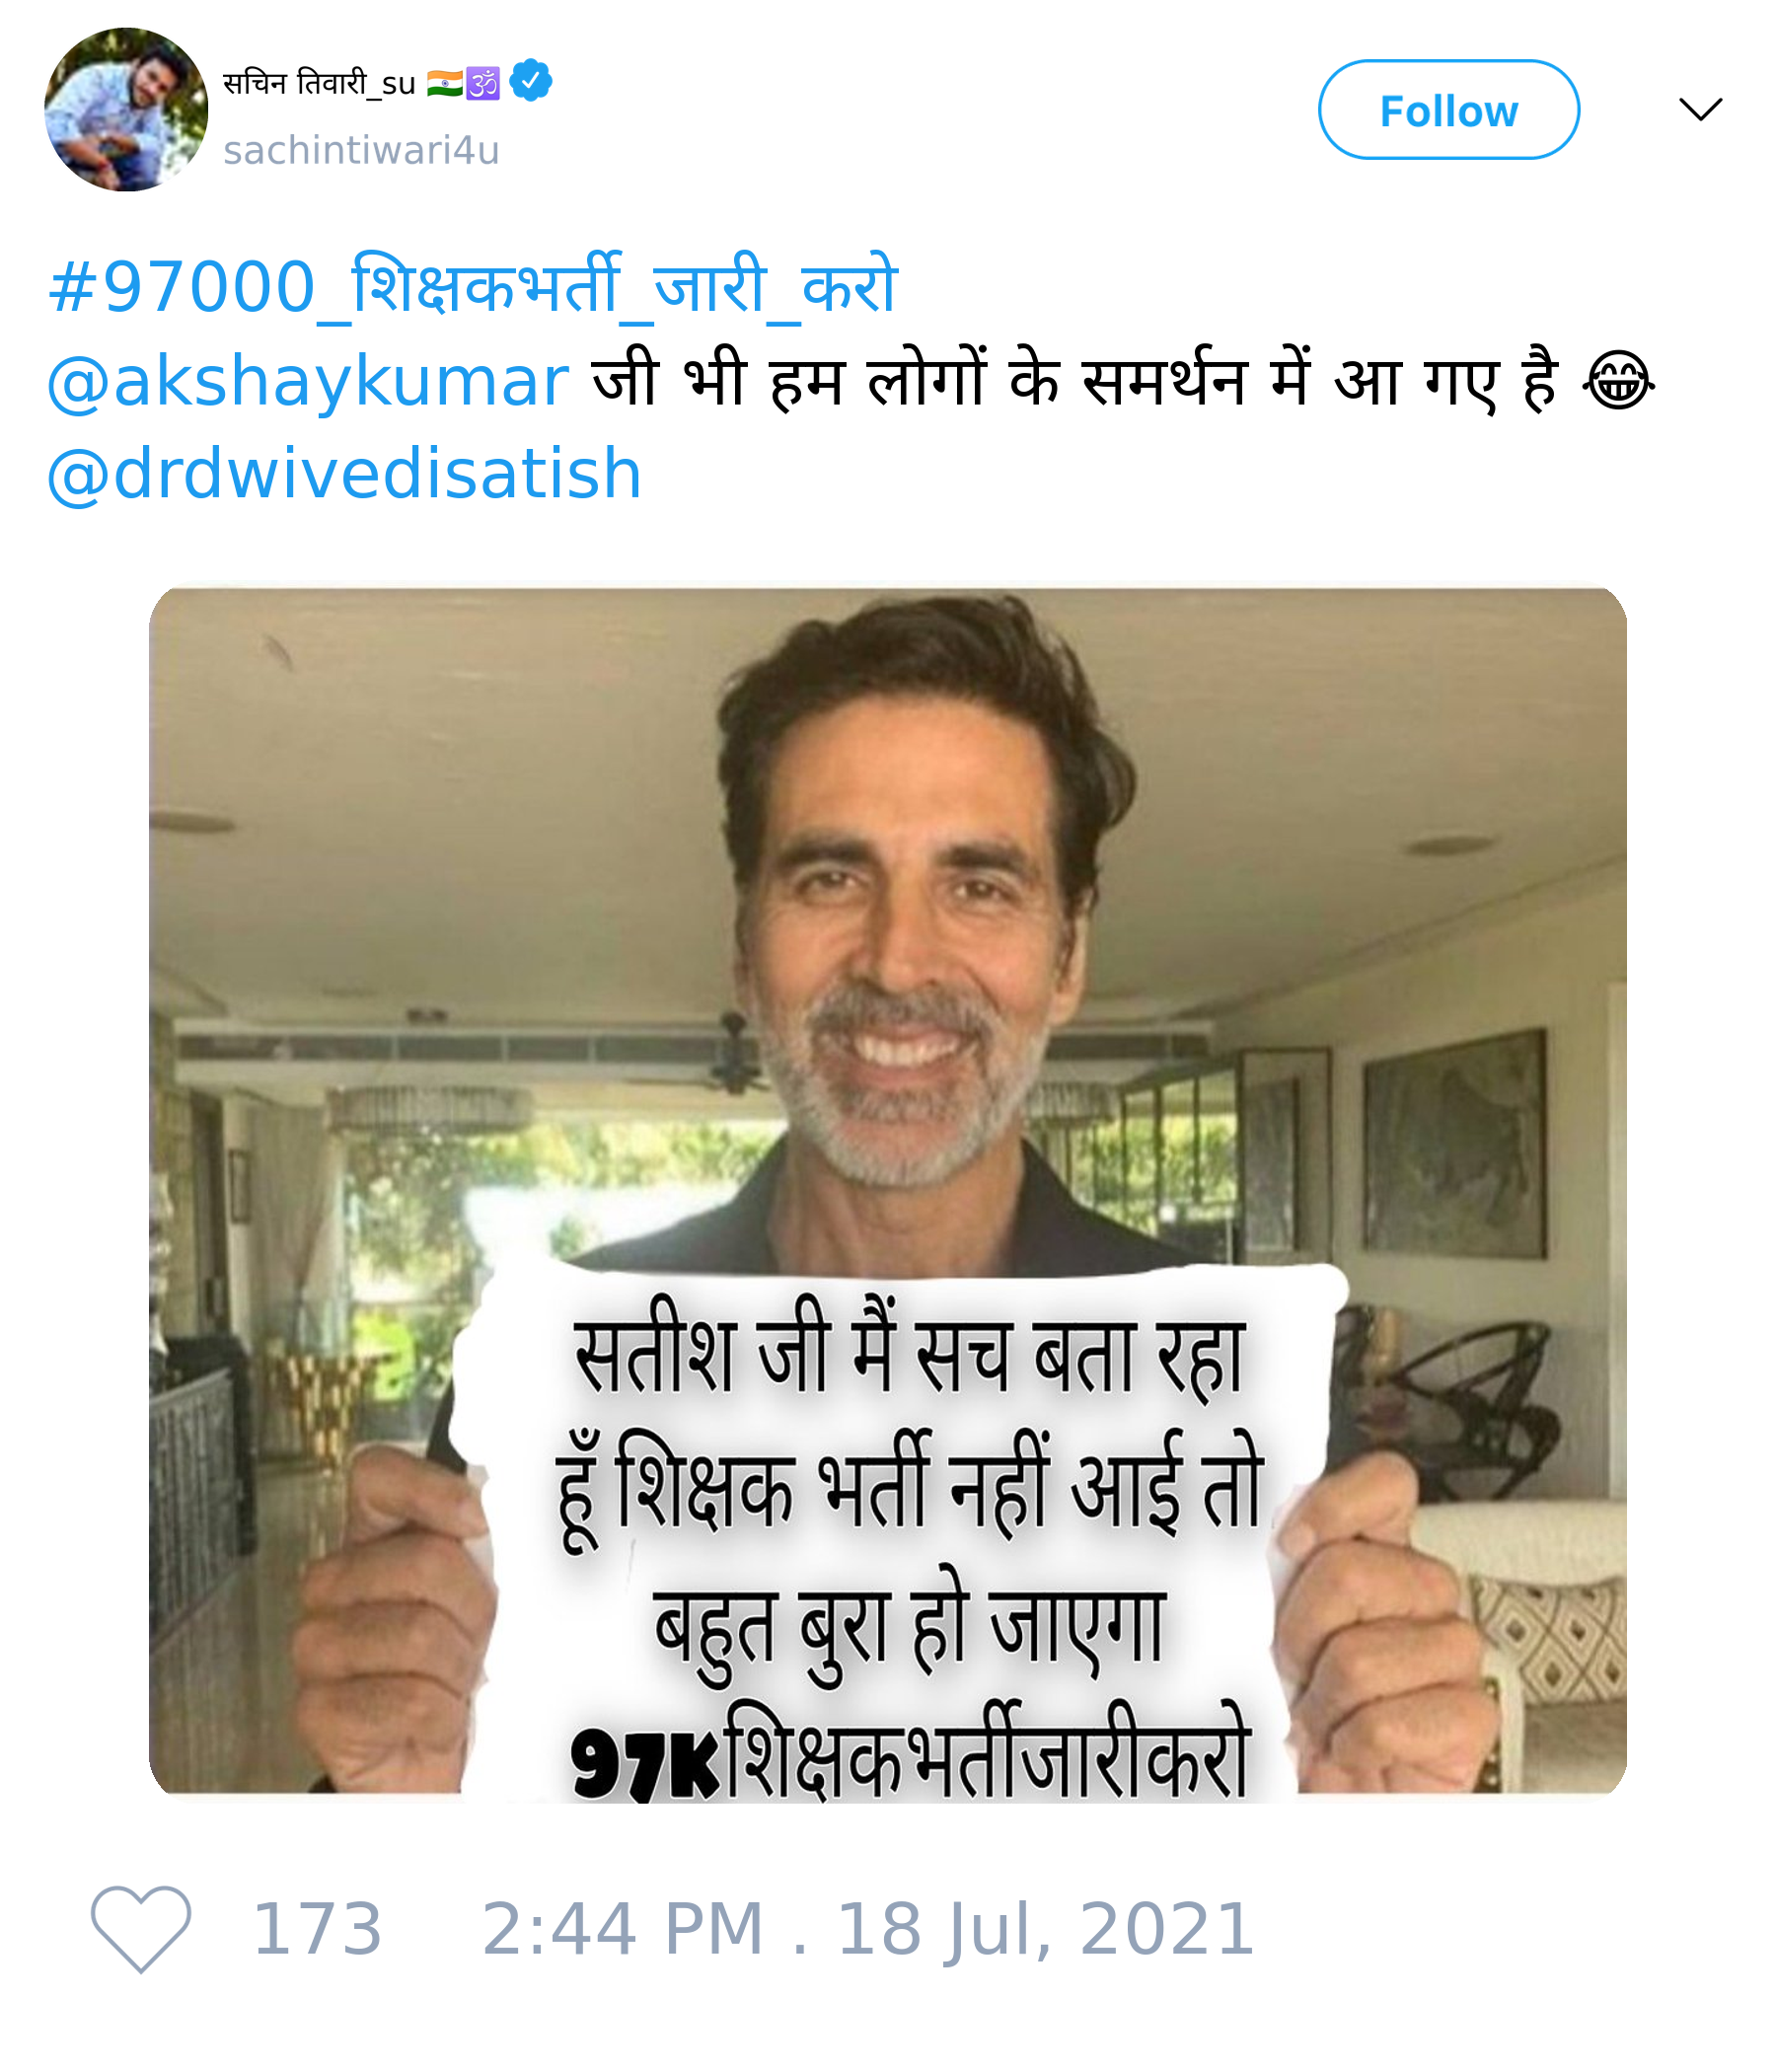 सचिन तिवारी_su 🇮🇳🕉️
sachintiwari4u
Follow
#97000_शिक्षकभर्ती_जारी_करो
@akshaykumar जी भी हम लोगों के समर्थन में आ गए है 😂
@drdwivedisatish
सतीश जी मैं सच बता रहा
हूँ शिक्षक भर्ती नहीं आई तो
बहुत बुरा हो जाएगा
97Kशिक्षकभर्तीजारीकरो
173 2:44 PM . 18 Jul, 2021